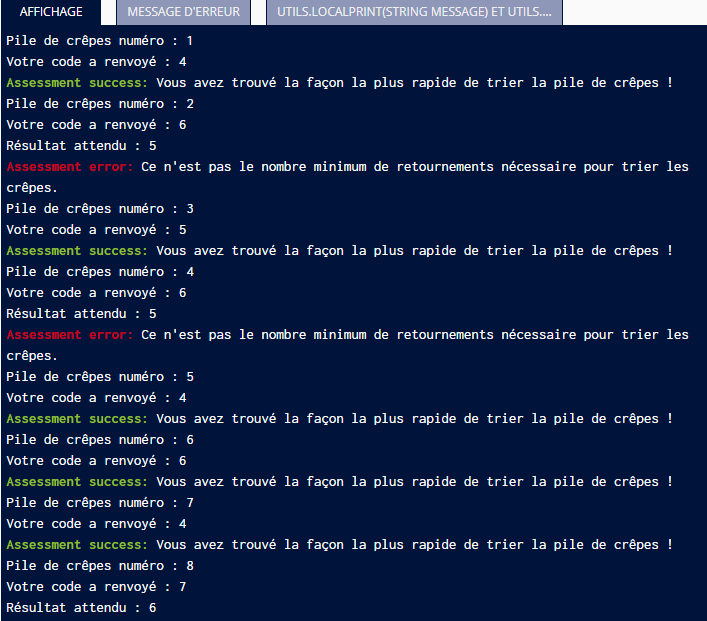 AFFICHAGE
MESSAGE D'ERREUR
UTILS.LOCALPRINT(STRING MESSAGE) ET UTILS....
Pile de crêpes numéro : 1
Votre code a renvoyé : 4
Assessment success: Vous avez trouvé la façon la plus rapide de trier la pile de crêpes !
Pile de crêpes numéro : 2
Votre code a renvoyé : 6
Résultat attendu : 5
Assessment error: Ce n'est pas le nombre minimum de retournements nécessaire pour trier les
crêpes.
Pile de crêpes numéro : 3
Votre code a renvoyé : 5
Assessment success: Vous avez trouvé la façon la plus rapide de trier la pile de crêpes !
Pile de crêpes numéro : 4
Votre code a renvoyé : 6
Résultat attendu : 5
Assessment error: Ce n'est pas le nombre minimum de retournements nécessaire pour trier les
crêpes.
Pile de crêpes numéro : 5
Votre code a renvoyé : 4
Assessment success: Vous avez trouvé la façon la plus rapide de trier la pile de crêpes !
Pile de crêpes numéro : 6
Votre code a renvoyé : 6
Assessment success: Vous avez trouvé la façon la plus rapide de trier la pile de crêpes !
Pile de crêpes numéro : 7
Votre code a renvoyé : 4
Assessment success: Vous avez trouvé la façon la plus rapide de trier la pile de crêpes !
Pile de crêpes numéro : 8
Votre code a renvoyé : 7
Résultat attendu : 6